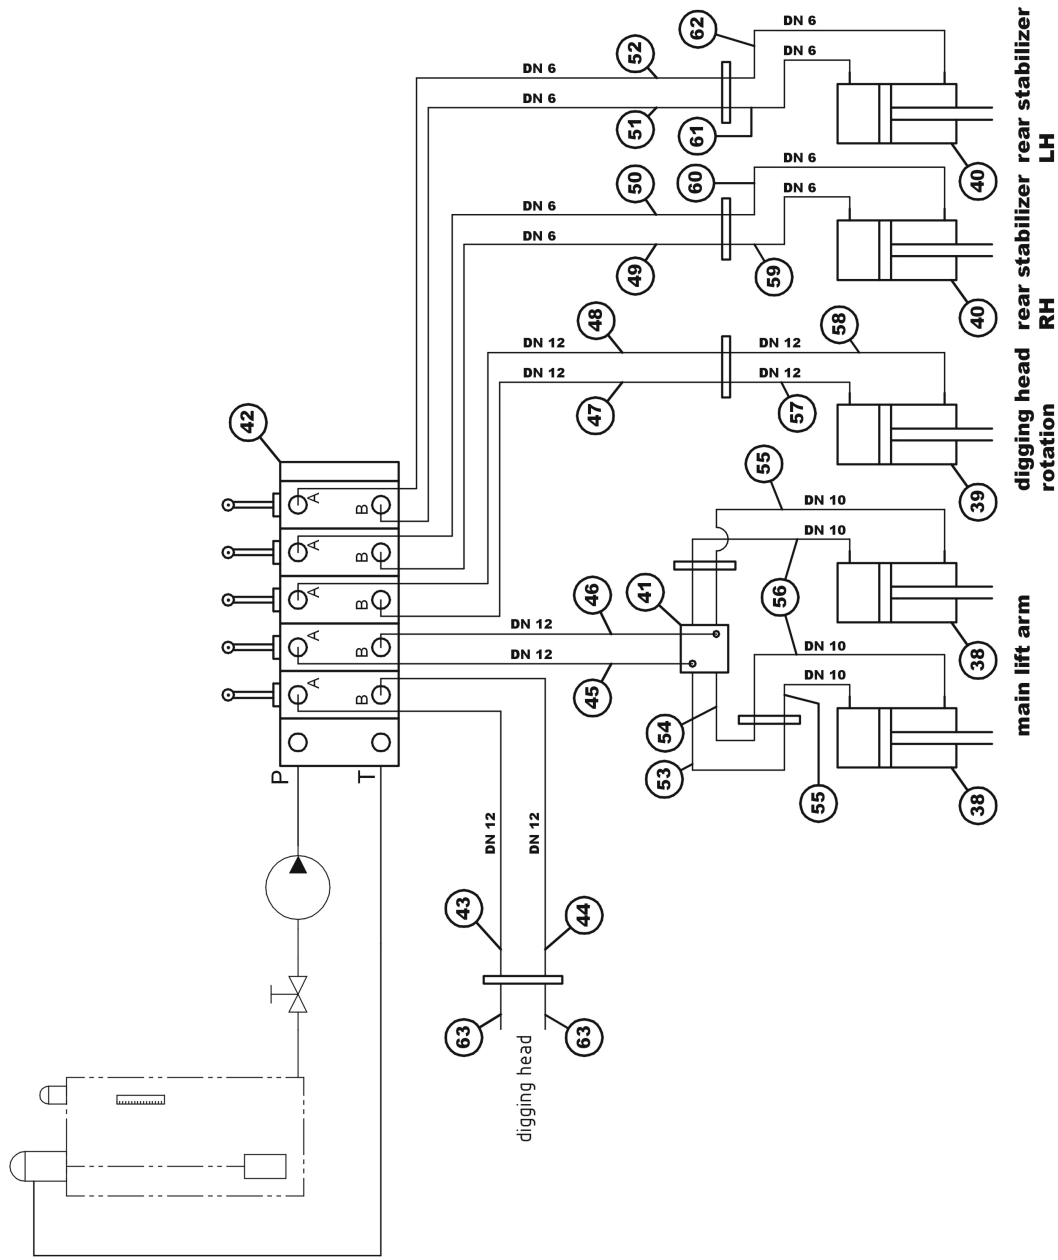 62
DN 6
52
DN 6
DN 6
DN 6
51
61
40
rear stabilizer
LH
50
60
DN 6
DN 6
DN 6
DN 6
49
59
40
rear stabilizer
RH
48
DN 12
DN 12
58
DN 12
DN 12
47
57
39
digging head
rotation
42
A
B
A
B
A
B
A
B
A
B
P
T
55
DN 10
DN 10
46
41
56
DN 12
DN 12
45
38
DN 10
DN 10
54
53
55
38
main lift arm
DN 12
DN 12
43
44
63
63
digging head